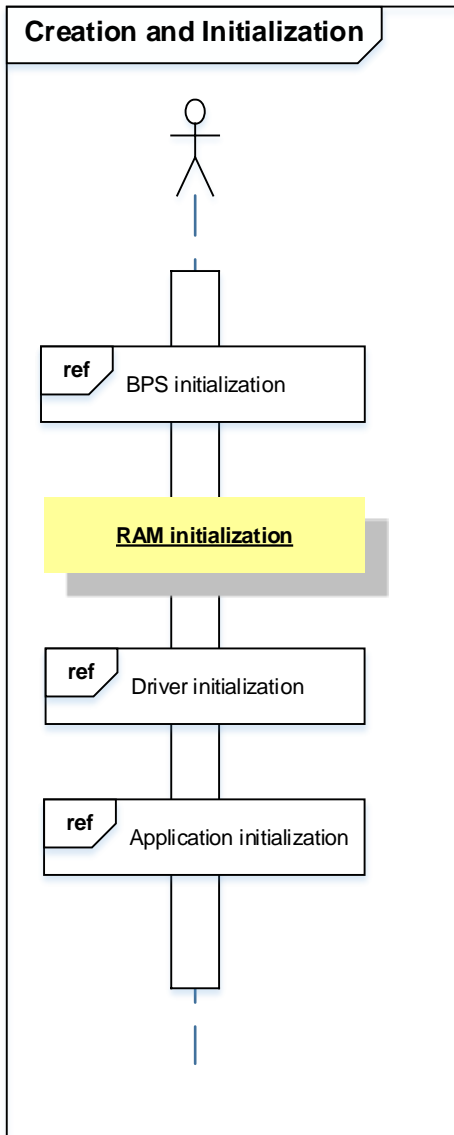 Creation and Initialization
ref
BPS initialization
RAM initialization
ref
Driver initialization
ref
Application initialization